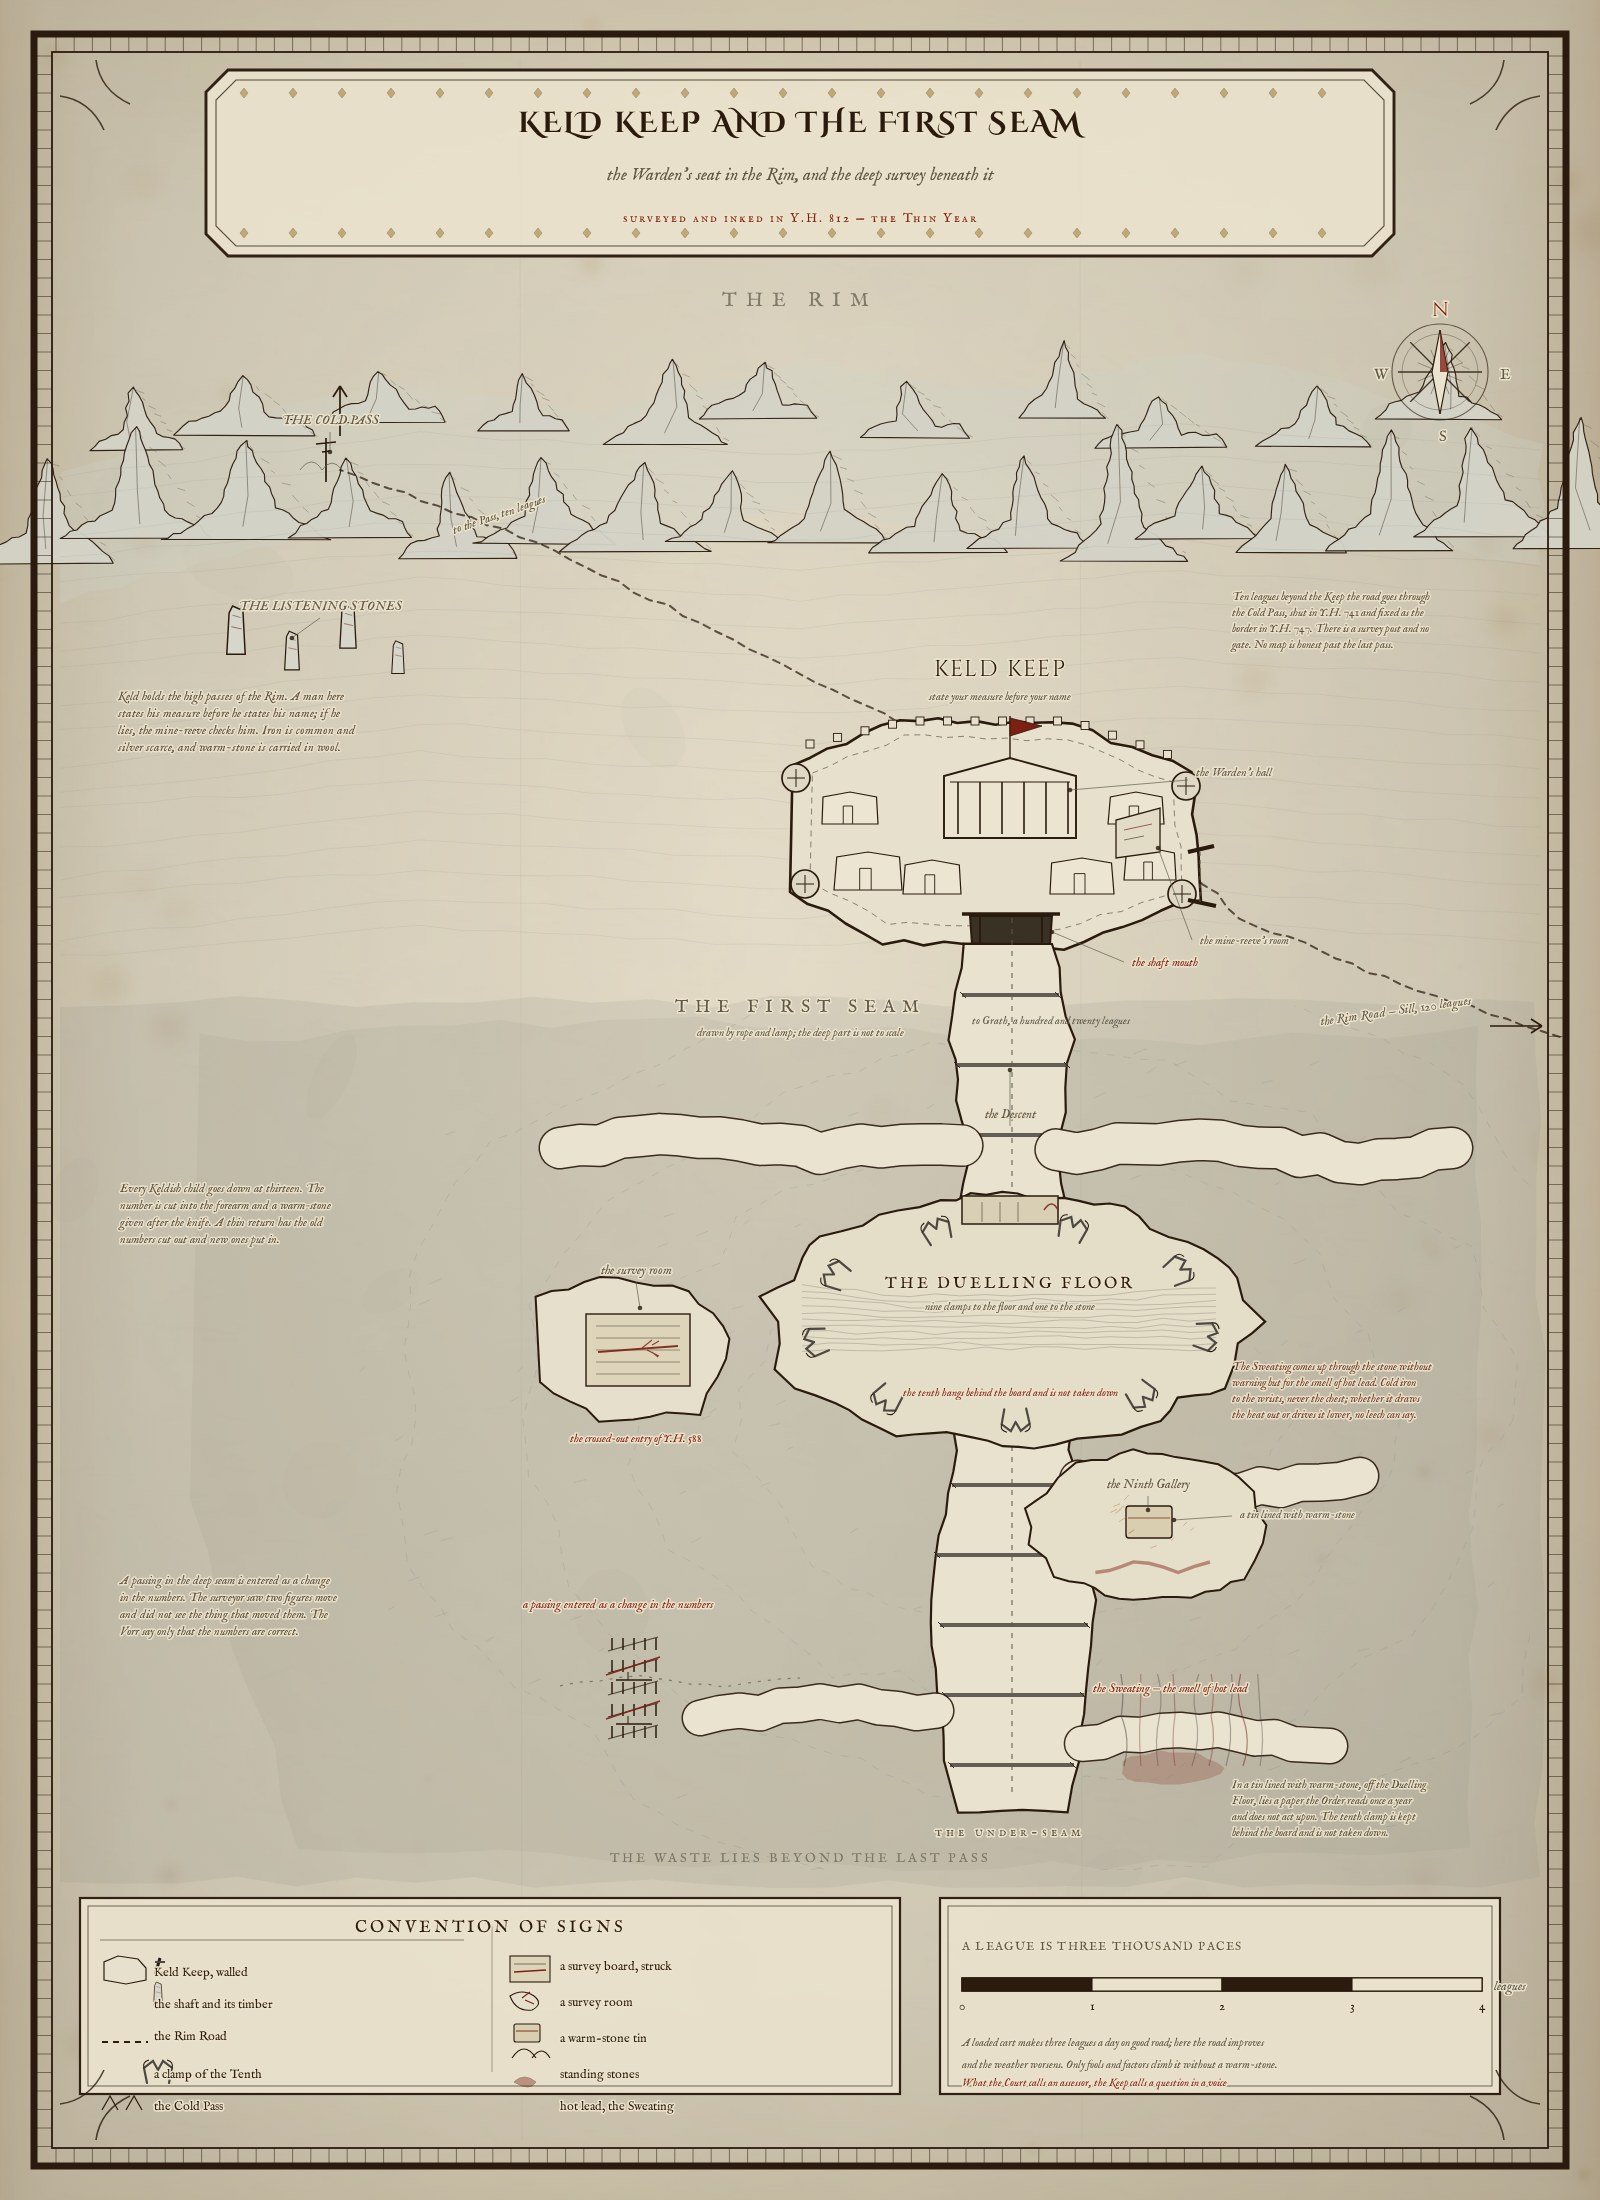 KELD KEEP AND THE FIRST SEAM
the Warden's seat in the Rim, and the deep survey beneath it
SURVEYED AND INKED IN Y.H. 812 — THE THIN YEAR
THE RIM
N
W
E
S
THE COLD PASS
to the Pass, ten leagues
THE LISTENING STONES
Ten leagues beyond the Keep the road goes through
the Cold Pass, shut in Y.H. 741 and fixed as the
border in Y.H. 747. There is a survey post and no
gate. No map is honest past the last pass.
Keld holds the high passes of the Rim. A man here
states his measure before he states his name; if he
lies, the mine-reeve checks him. Iron is common and
silver scarce, and warm-stone is carried in wool.
KELD KEEP
state your measure before your name
the Warden's hall
the mine-reeve's room
the shaft mouth
THE FIRST SEAM
drawn by rope and lamp; the deep part is not to scale
to Grath, a hundred and twenty leagues
the Rim Road — Sill, 120 leagues
the Descent
Every Keldish child goes down at thirteen. The
number is cut into the forearm and a warm-stone
given after the knife. A thin return has the old
numbers cut out and new ones put in.
the survey room
the crossed-out entry of Y.H. 588
THE DUELLING FLOOR
nine clamps to the floor and one to the stone
the tenth hangs behind the board and is not taken down
The Sweating comes up through the stone without
warning but for the smell of hot lead. Cold iron
to the wrists, never the chest; whether it draws
the heat out or drives it lower, no leech can say.
the Ninth Gallery
a tin lined with warm-stone
A passing in the deep seam is entered as a change
in the numbers. The surveyor saw two figures move
and did not see the thing that moved them. The
Vorr say only that the numbers are correct.
a passing entered as a change in the numbers
the Sweating — the smell of hot lead
In a tin lined with warm-stone, off the Duelling
Floor, lies a paper the Order reads once a year
and does not act upon. The tenth clamp is kept
behind the board and is not taken down.
THE UNDER-SEAM
THE WASTE LIES BEYOND THE LAST PASS
CONVENTION OF SIGNS
Keld Keep, walled
the shaft and its timber
the Rim Road
a clamp of the Tenth
the Cold Pass
a survey board, struck
a survey room
a warm-stone tin
standing stones
hot lead, the Sweating
A LEAGUE IS THREE THOUSAND PACES
leagues
0 1 2 3 4
A loaded cart makes three leagues a day on good road; here the road improves
and the weather worsens. Only fools and factors climb it without a warm-stone.
What the Court calls an assessor, the Keep calls a question in a voice